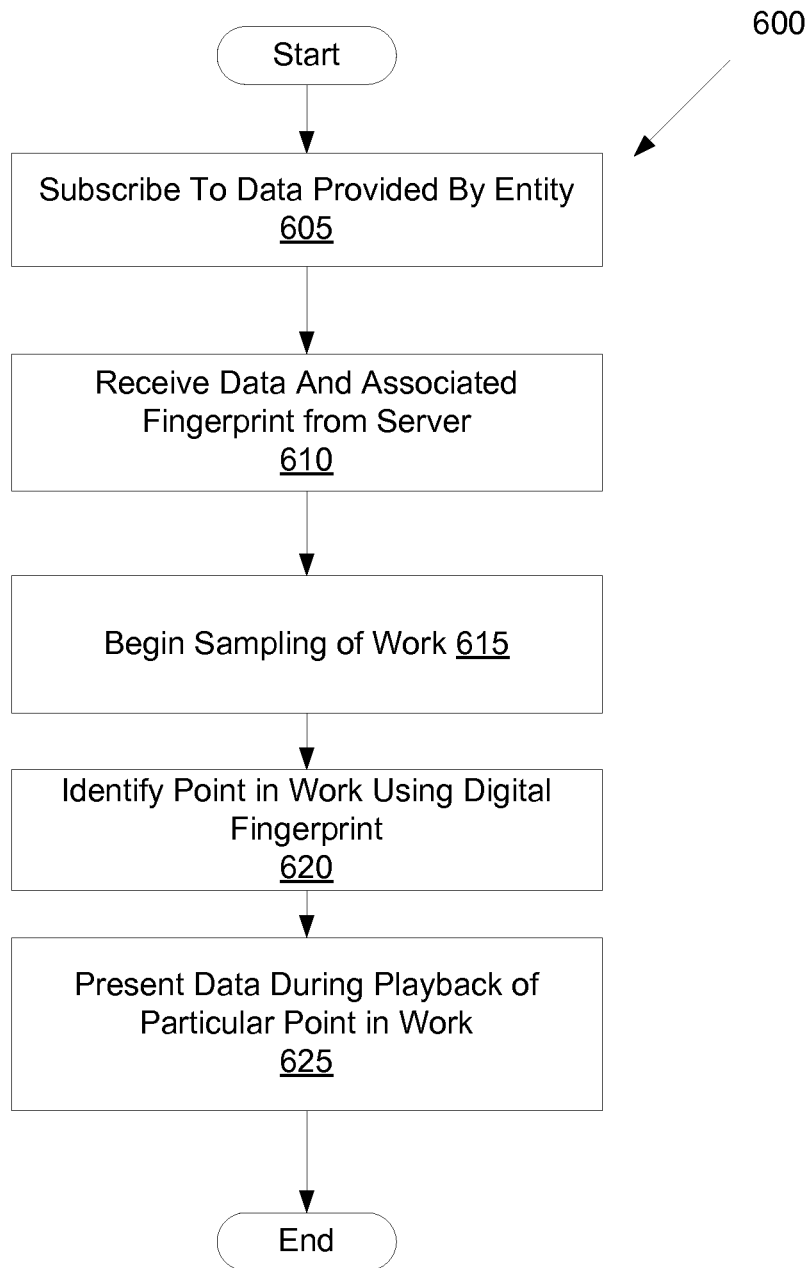 600
Start
Subscribe To Data Provided By Entity
605
Receive Data And Associated
Fingerprint from Server
610
Begin Sampling of Work 615
Identify Point in Work Using Digital
Fingerprint
620
Present Data During Playback of
Particular Point in Work
625
End